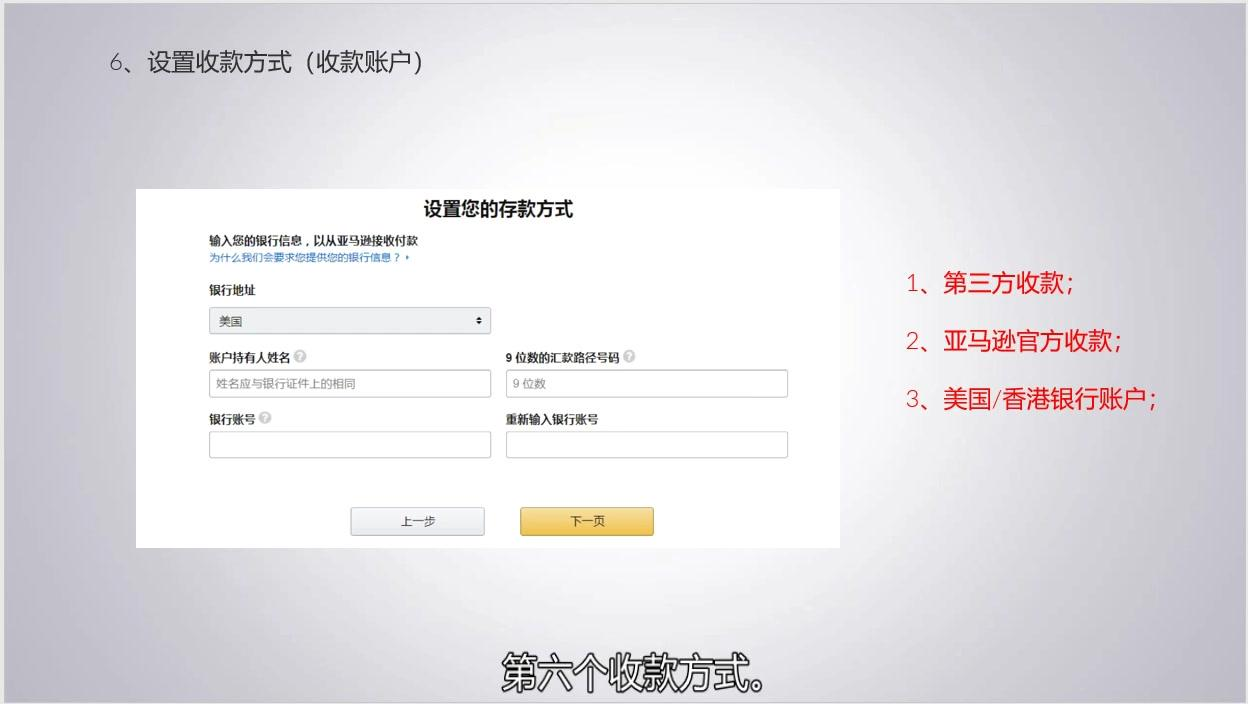 6、设置收款方式（收款账户）
设置您的存款方式
输入您的银行信息，以从亚马逊接收付款
为什么我们会要求您提供您的银行信息？
银行地址
美国
账户持有人姓名 ?
9 位数的汇款路径号码 ?
姓名应与银行证件上的相同
9 位数
银行账号 ?
重新输入银行账号
上一步
下一页
1、第三方收款；
2、亚马逊官方收款；
3、美国/香港银行账户；
第六个收款方式。